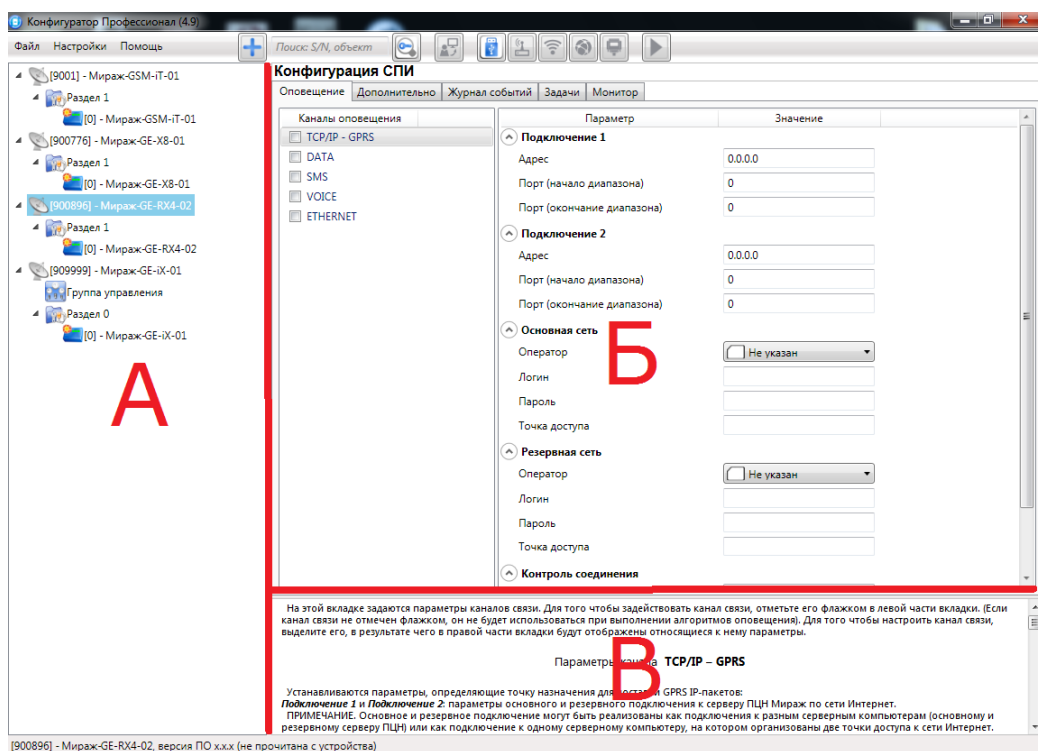 Конфигуратор Профессионал (4.9)
Файл Настройки Помощь
Поиск: S/N, объект
[9001] - Мираж-GSM-iT-01
Раздел 1
[0] - Мираж-GSM-iT-01
[900776] - Мираж-GE-X8-01
Раздел 1
[0] - Мираж-GE-X8-01
[900896] - Мираж-GE-RX4-02
Раздел 1
[0] - Мираж-GE-RX4-02
[909999] - Мираж-GE-iX-01
Группа управления
Раздел 0
[0] - Мираж-GE-iX-01
А
Конфигурация СПИ
Оповещение Дополнительно Журнал событий Задачи Монитор
Каналы оповещения
TCP/IP - GPRS
DATA
SMS
VOICE
ETHERNET
Параметр Значение
Подключение 1
Адрес 0.0.0.0
Порт (начало диапазона) 0
Порт (окончание диапазона) 0
Подключение 2
Адрес 0.0.0.0
Порт (начало диапазона) 0
Порт (окончание диапазона) 0
Основная сеть
Оператор Не указан
Логин
Пароль
Точка доступа
Б
Резервная сеть
Оператор Не указан
Логин
Пароль
Точка доступа
Контроль соединения
На этой вкладке задаются параметры каналов связи. Для того чтобы задействовать канал связи, отметьте его флажком в левой части вкладки. (Если
канал связи не отмечен флажком, он не будет использоваться при выполнении алгоритмов оповещения). Для того чтобы настроить канал связи,
выделите его, в результате чего в правой части вкладки будут отображены относящиеся к нему параметры.
Параметры канала TCP/IP – GPRS
В
Устанавливаются параметры, определяющие точку назначения для доставки GPRS IP-пакетов:
Подключение 1 и Подключение 2: параметры основного и резервного подключения к серверу ПЦН Мираж по сети Интернет.
ПРИМЕЧАНИЕ. Основное и резервное подключение могут быть реализованы как подключения к разным серверным компьютерам (основному и
резервному серверу ПЦН) или как подключение к одному серверному компьютеру, на котором организованы две точки доступа к сети Интернет.
[900896] - Мираж-GE-RX4-02, версия ПО x.x.x (не прочитана с устройства)